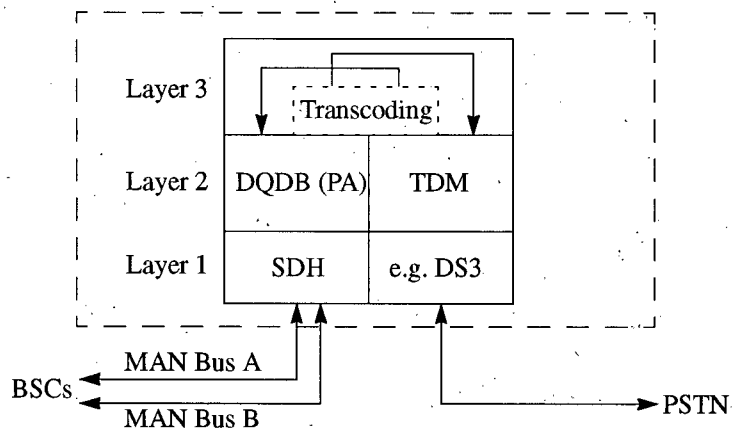 Layer 3
Transcoding
Layer 2
DQDB (PA)
TDM
Layer 1
SDH
e.g. DS3
MAN Bus A
BSCs
MAN Bus B
PSTN